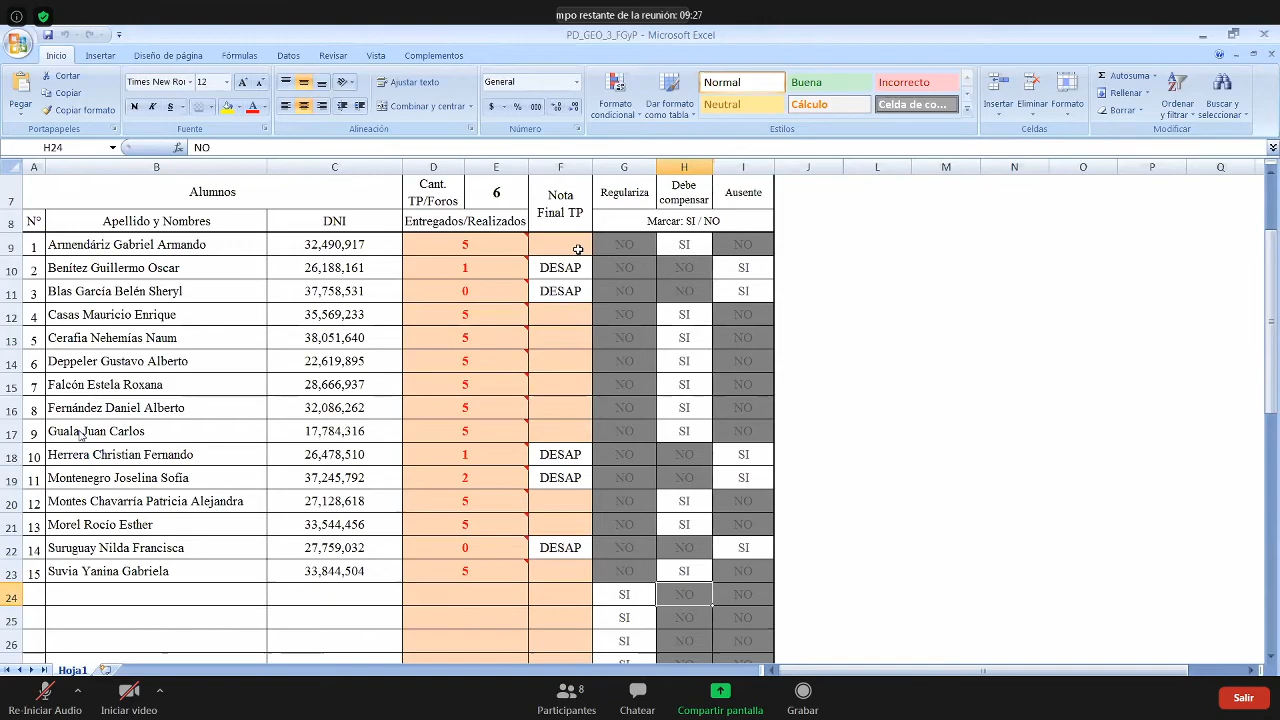 mpo restante de la reunión: 09:27
PD_GEO_3_FGyP - Microsoft Excel
Inicio Insertar Diseño de página Fórmulas Datos Revisar Vista Complementos
Pegar Cortar Copiar Copiar formato
Times New Ro 12 A A
N K S A
Ajustar texto
Combinar y centrar
General
$ % 000
Formato condicional
Dar formato como tabla
Normal Buena Incorrecto
Neutral Cálculo Celda de co...
Insertar Eliminar Formato
Autosuma
Rellenar
Borrar
Ordenar y filtrar
Buscar y seleccionar
Portapapeles Fuente Alineación Número Estilos Celdas Modificar
H24 fx NO
A B C D E F G H I J K L M N O P Q
7 Alumnos Cant. TP/Foros 6 Nota Final TP Regulariza Debe compensar Ausente
8 N° Apellido y Nombres DNI Entregados/Realizados Marcar: SI / NO
9 1 Armendáriz Gabriel Armando 32,490,917 5 NO SI NO
10 2 Benítez Guillermo Oscar 26,188,161 1 DESAP NO NO SI
11 3 Blas García Belén Sheryl 37,758,531 0 DESAP NO NO SI
12 4 Casas Mauricio Enrique 35,569,233 5 NO SI NO
13 5 Cerafia Nehemías Naum 38,051,640 5 NO SI NO
14 6 Deppeler Gustavo Alberto 22,619,895 5 NO SI NO
15 7 Falcón Estela Roxana 28,666,937 5 NO SI NO
16 8 Fernández Daniel Alberto 32,086,262 5 NO SI NO
17 9 Guala Juan Carlos 17,784,316 5 NO SI NO
18 10 Herrera Christian Fernando 26,478,510 1 DESAP NO NO SI
19 11 Montenegro Joselina Sofía 37,245,792 2 DESAP NO NO SI
20 12 Montes Chavarría Patricia Alejandra 27,128,618 5 NO SI NO
21 13 Morel Rocío Esther 33,544,456 5 NO SI NO
22 14 Suruguay Nilda Francisca 27,759,032 0 DESAP NO NO SI
23 15 Suvia Yanina Gabriela 33,844,504 5 NO SI NO
24 SI NO NO
25 SI NO NO
26 SI NO NO
Hoja1
Re-Iniciar Audio Iniciar video Participantes 8 Chatear Compartir pantalla Grabar Salir